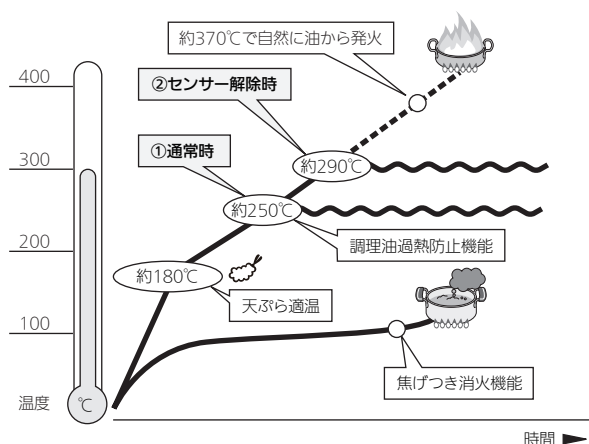 約370℃で自然に油から発火
400
②センサー解除時
①通常時
300
約290℃
約250℃
200
調理油過熱防止機能
約180℃
天ぷら適温
100
焦げつき消火機能
温度
℃
時間